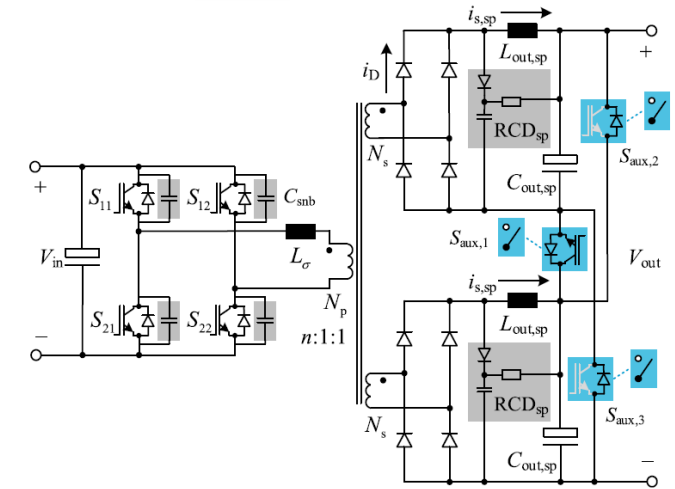 i_s,sp
L_out,sp
+
i_D
RCD_sp
S_aux,2
N_s
C_out,sp
+
S_11
S_12
C_snb
S_aux,1
V_in
L_σ
V_out
i_s,sp
N_p
L_out,sp
S_21
S_22
n:1:1
−
RCD_sp
S_aux,3
N_s
C_out,sp
−